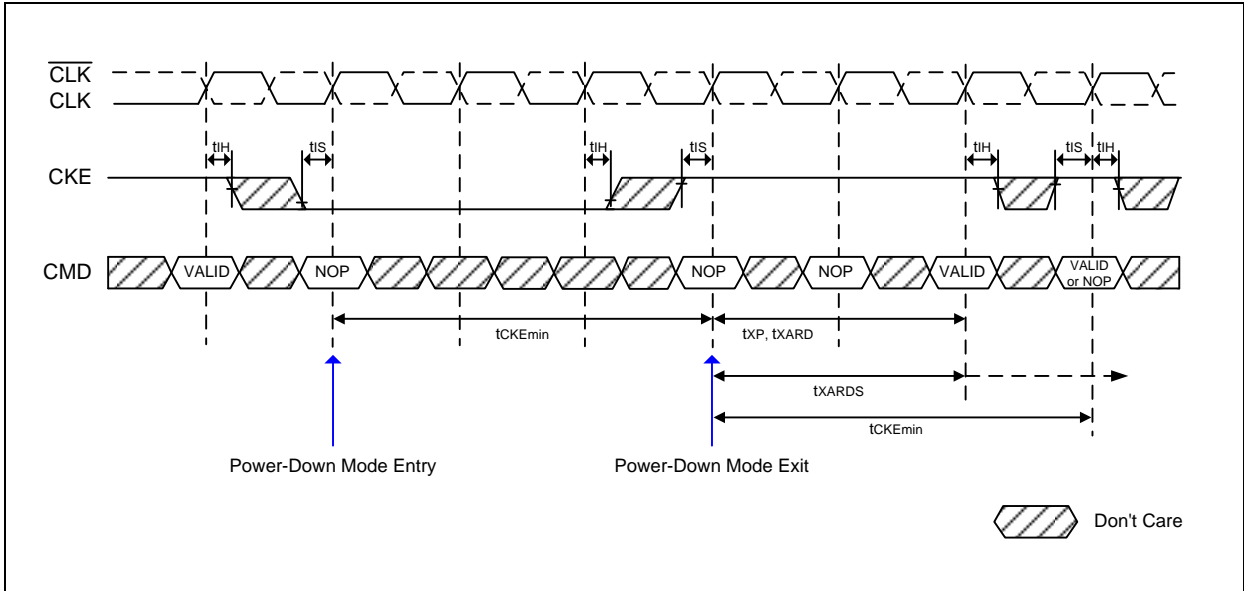 CLK
CLK
tIH
tIS
tIH
tIS
tIH
tIS
tIH
CKE
CMD
VALID
NOP
NOP
NOP
VALID
VALID
or NOP
tCKEmin
tXP, tXARD
tXARDS
tCKEmin
Power-Down Mode Entry
Power-Down Mode Exit
Don't Care